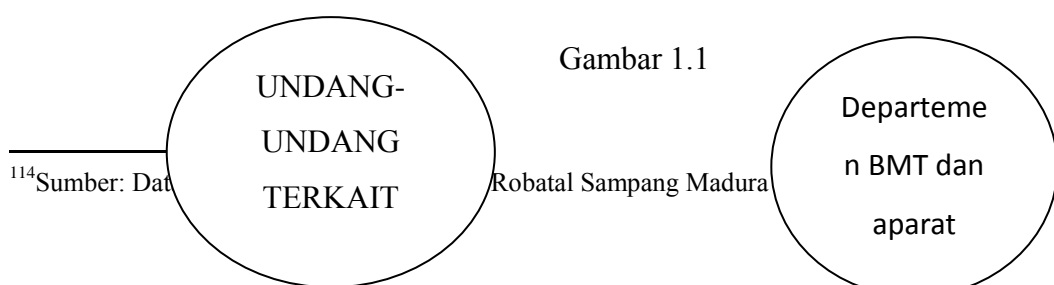 Gambar 1.1
UNDANG-
UNDANG
TERKAIT
Departeme
n BMT dan
aparat
114Sumber: Dat
Robatal Sampang Madura